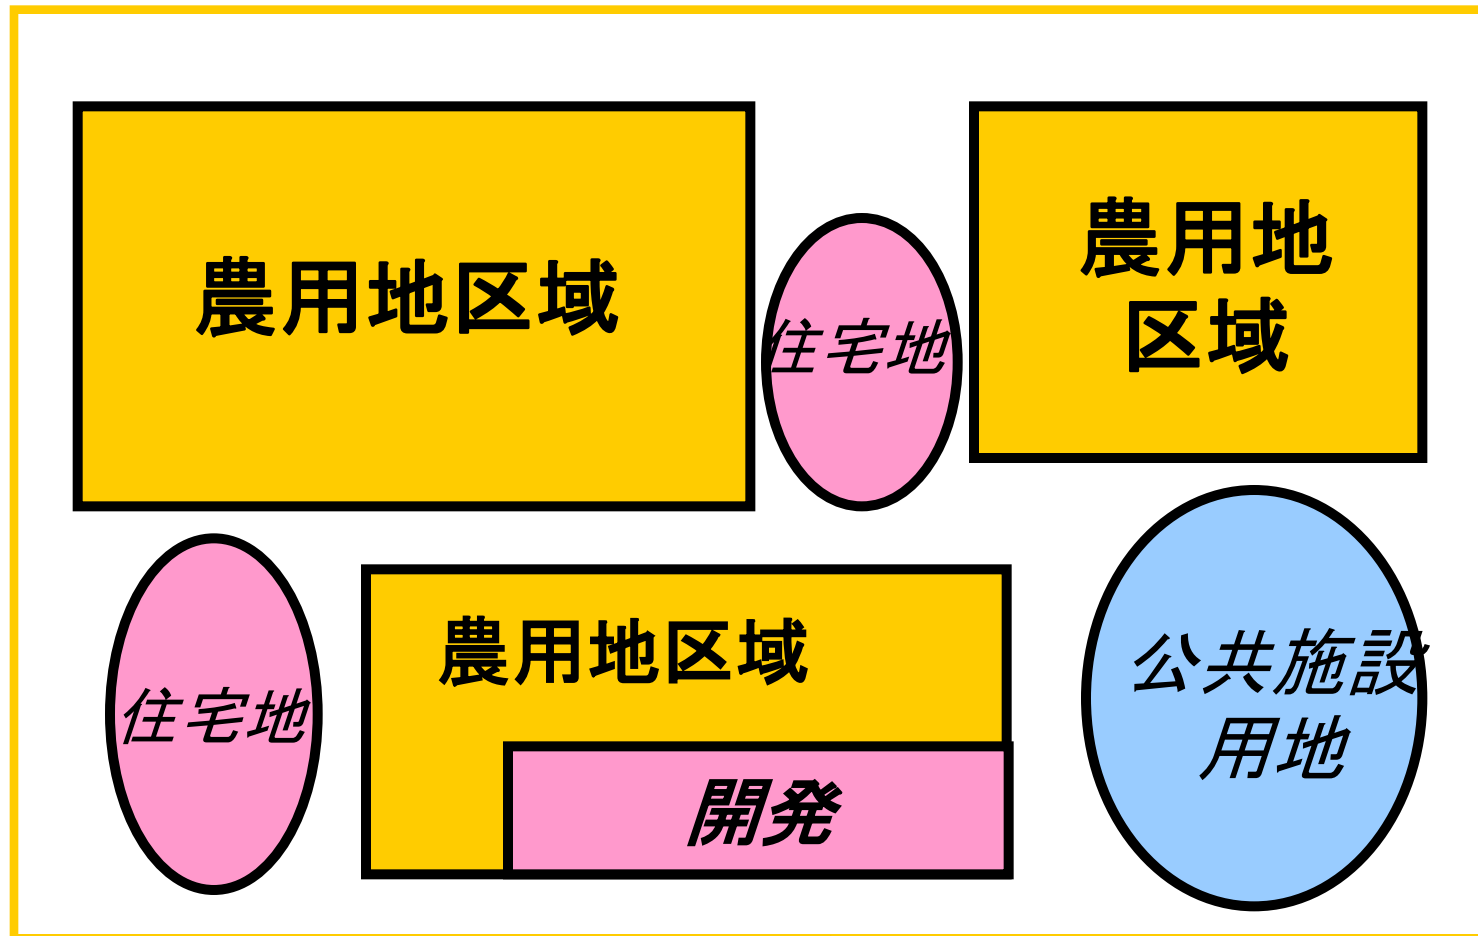 農用地区域
農用地
区域
住宅地
住宅地
農用地区域
開発
公共施設
用地